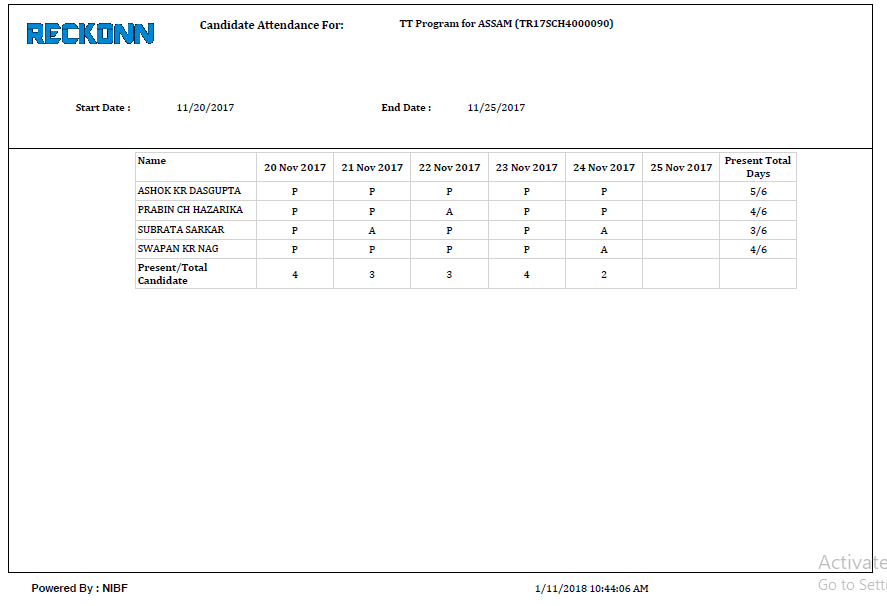 RECKONN
Candidate Attendance For:
TT Program for ASSAM (TR17SCH4000090)
Start Date : 11/20/2017 End Date : 11/25/2017
Name 20 Nov 2017 21 Nov 2017 22 Nov 2017 23 Nov 2017 24 Nov 2017 25 Nov 2017 Present Total Days
ASHOK KR DASGUPTA P P P P P 5/6
PRABIN CH HAZARIKA P P A P P 4/6
SUBRATA SARKAR P A P P A 3/6
SWAPAN KR NAG P P P P A 4/6
Present/Total Candidate 4 3 3 4 2
Activate
Go to Setti
Powered By : NIBF 1/11/2018 10:44:06 AM